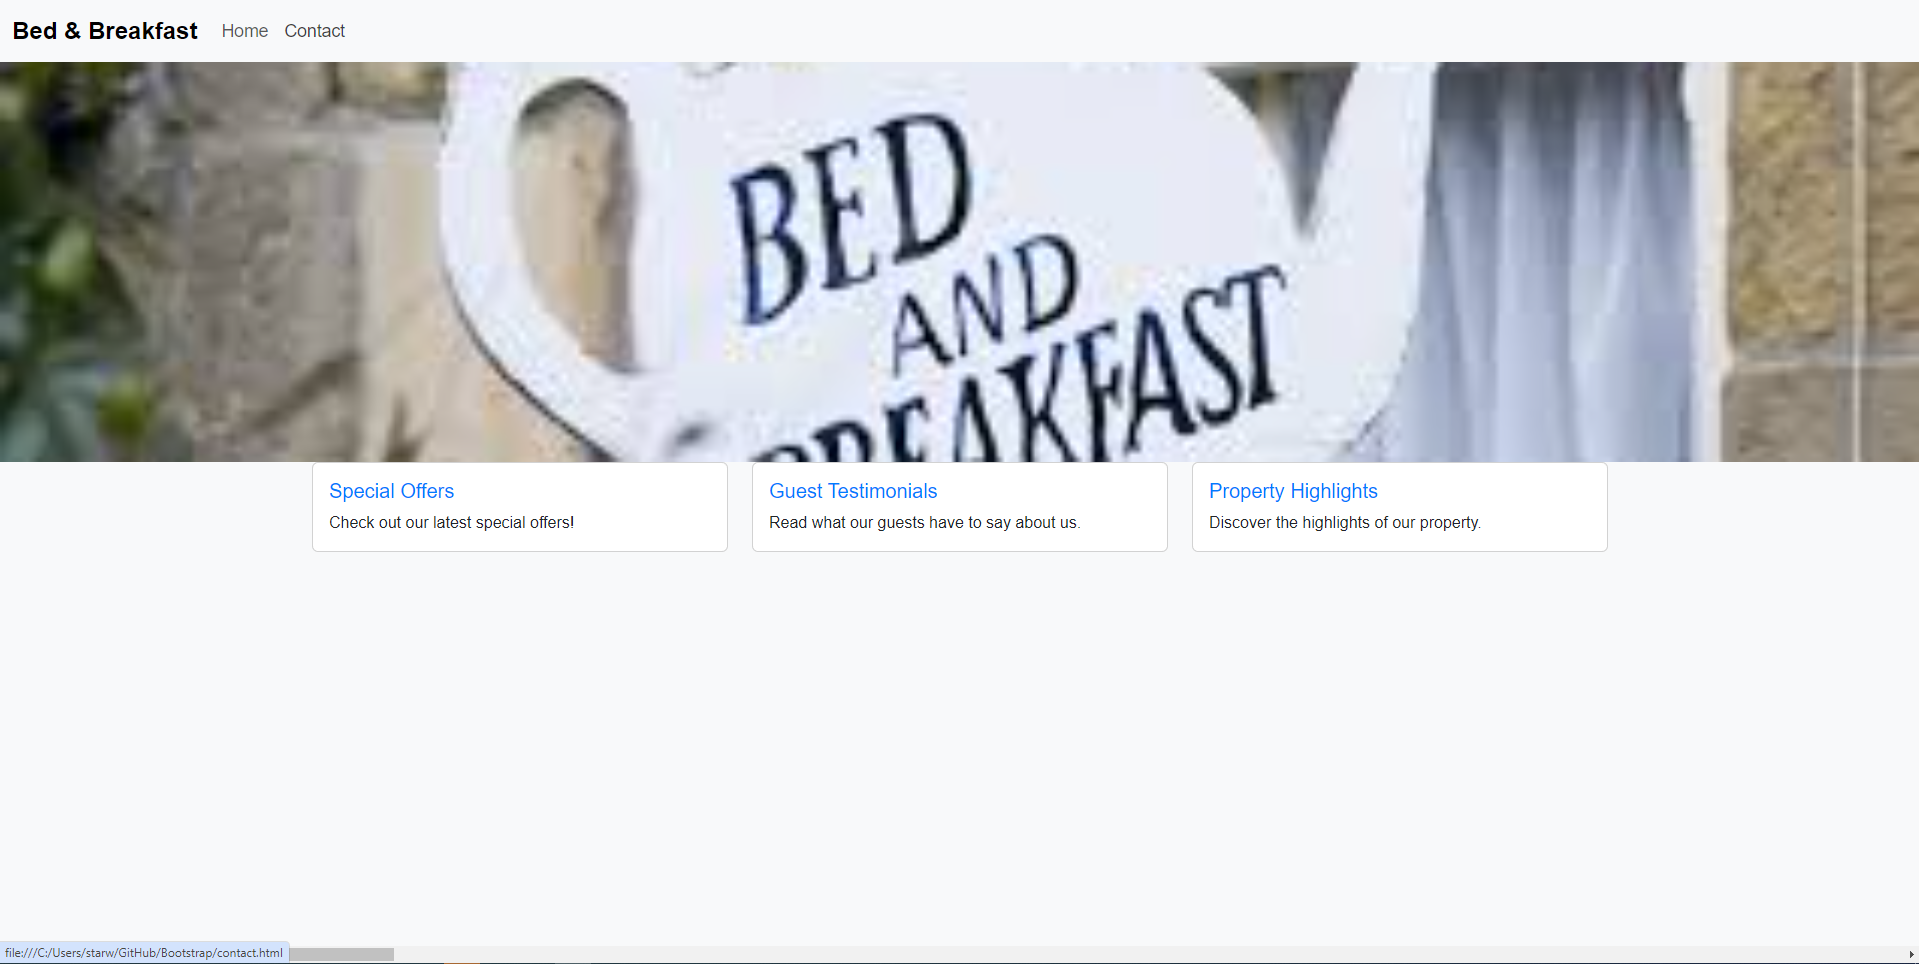 Bed & Breakfast Home Contact
BED
AND
BREAKFAST
Special Offers
Check out our latest special offers!
Guest Testimonials
Read what our guests have to say about us.
Property Highlights
Discover the highlights of our property.
file:///C:/Users/starw/GitHub/Bootstrap/contact.html